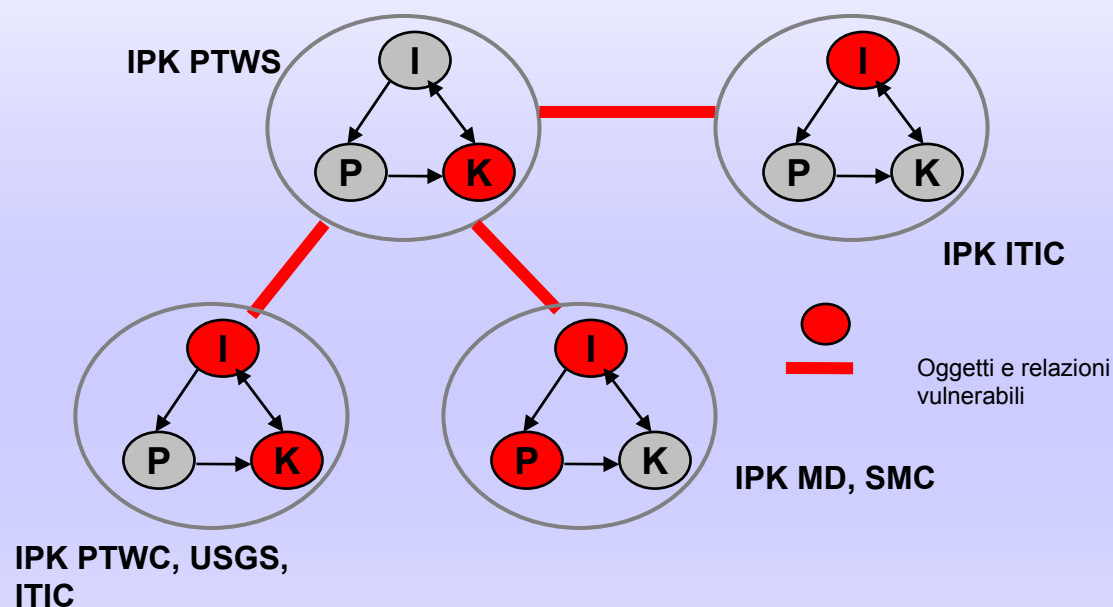 IPK PTWS
I
P
K
I
P
K
IPK ITIC
I
P
K
IPK PTWC, USGS,
ITIC
I
P
K
IPK MD, SMC
Oggetti e relazioni
vulnerabili